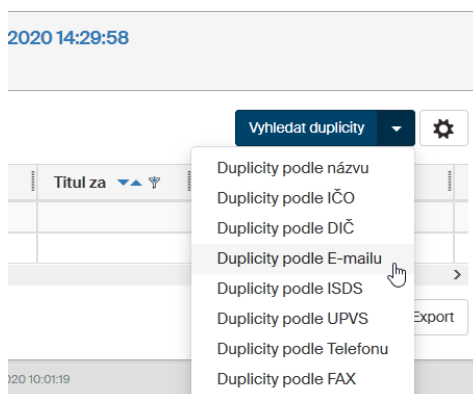 2020 14:29:58
Vyhledat duplicity
Titul za
Duplicity podle názvu
Duplicity podle IČO
Duplicity podle DIČ
Duplicity podle E-mailu
Duplicity podle ISDS
Duplicity podle UPVS
Export
Duplicity podle Telefonu
Duplicity podle FAX
020 10:01:19